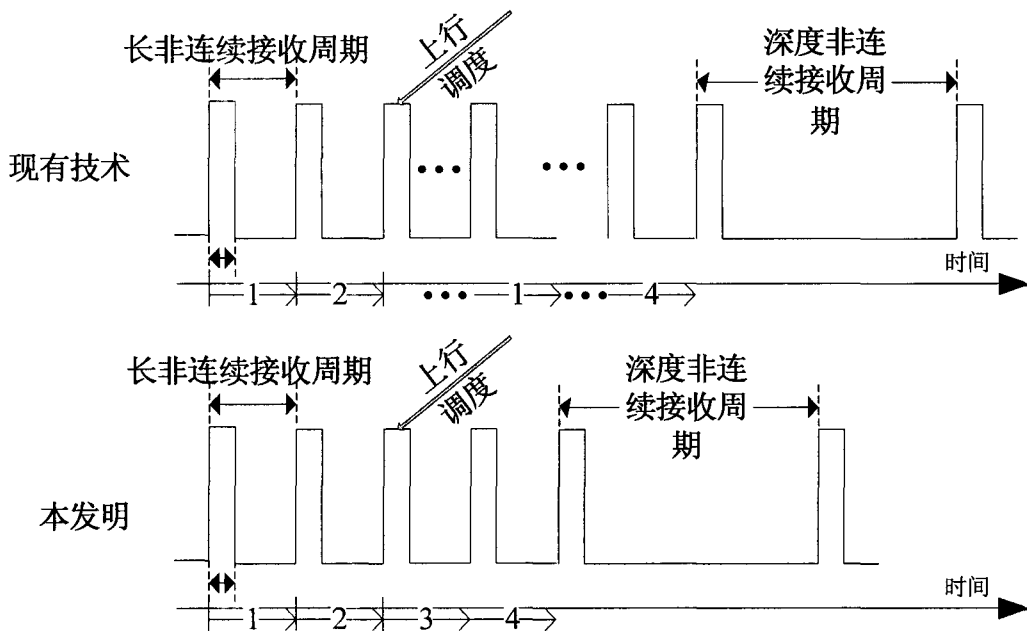 长非连续接收周期
上行
调度
深度非连
续接收周
期
现有技术
时间
1 2 ••• 1 ••• 4
长非连续接收周期
上行
调度
深度非连
续接收周
期
本发明
时间
1 2 3 4